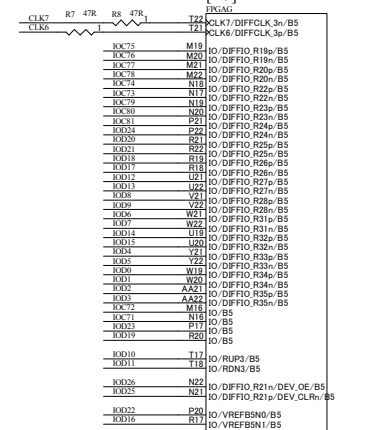 FPGAG
CLK7 R7 47R R8 47R 1 T22 CLK7/DIFFCLK_3n/B5
CLK6 1 T21 CLK6/DIFFCLK_3p/B5
IOC75 M19 IO/DIFFIO_R19p/B5
IOC76 M20 IO/DIFFIO_R19n/B5
IOC77 M21 IO/DIFFIO_R20p/B5
IOC78 M22 IO/DIFFIO_R20n/B5
IOC74 N18 IO/DIFFIO_R22p/B5
IOC73 N17 IO/DIFFIO_R22n/B5
IOC79 N19 IO/DIFFIO_R23p/B5
IOC80 N20 IO/DIFFIO_R23n/B5
IOC81 P21 IO/DIFFIO_R24p/B5
IOD24 P22 IO/DIFFIO_R24n/B5
IOD20 R21 IO/DIFFIO_R25p/B5
IOD21 R22 IO/DIFFIO_R25n/B5
IOD18 R19 IO/DIFFIO_R26p/B5
IOD17 R18 IO/DIFFIO_R26n/B5
IOD12 U21 IO/DIFFIO_R27p/B5
IOD13 U22 IO/DIFFIO_R27n/B5
IOD8 V21 IO/DIFFIO_R28p/B5
IOD9 V22 IO/DIFFIO_R28n/B5
IOD6 W21 IO/DIFFIO_R31p/B5
IOD7 W22 IO/DIFFIO_R31n/B5
IOD14 U19 IO/DIFFIO_R32p/B5
IOD15 U20 IO/DIFFIO_R32n/B5
IOD4 Y21 IO/DIFFIO_R33p/B5
IOD5 Y22 IO/DIFFIO_R33n/B5
IOD0 W19 IO/DIFFIO_R34p/B5
IOD1 W20 IO/DIFFIO_R34n/B5
IOD2 AA21 IO/DIFFIO_R35p/B5
IOD3 AA22 IO/DIFFIO_R35n/B5
IOC72 M16 IO/B5
IOC71 N16 IO/B5
IOD23 P17 IO/B5
IOD19 R20 IO/B5
IOD10 T17 IO/RUP3/B5
IOD11 T18 IO/RDN3/B5
IOD26 N22 IO/DIFFIO_R21n/DEV_OE/B5
IOD25 N21 IO/DIFFIO_R21p/DEV_CLRn/B5
IOD22 P20 IO/VREFB5N0/B5
IOD16 R17 IO/VREFB5N1/B5